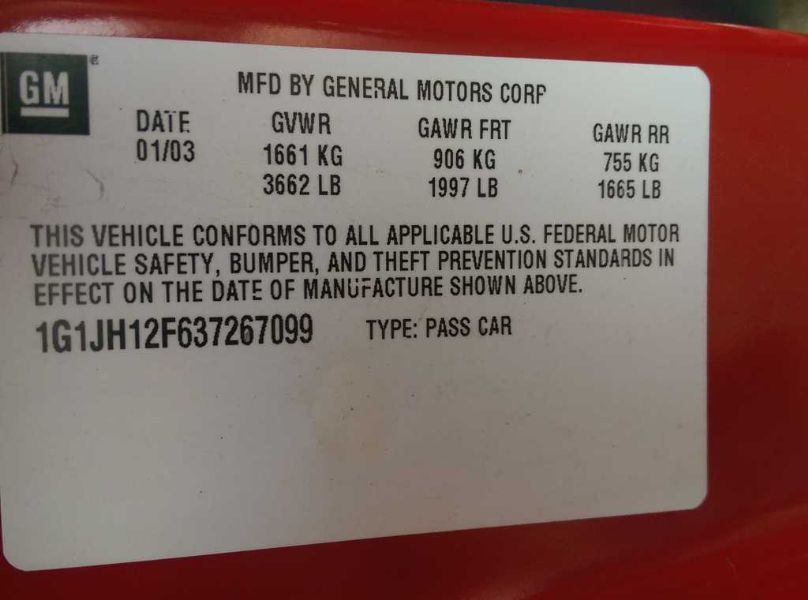 GM
MFD BY GENERAL MOTORS CORP
DATE GVWR GAWR FRT GAWR RR
01/03 1661 KG 906 KG 755 KG
3662 LB 1997 LB 1665 LB
THIS VEHICLE CONFORMS TO ALL APPLICABLE U.S. FEDERAL MOTOR
VEHICLE SAFETY, BUMPER, AND THEFT PREVENTION STANDARDS IN
EFFECT ON THE DATE OF MANUFACTURE SHOWN ABOVE.
1G1JH12F637267099 TYPE: PASS CAR